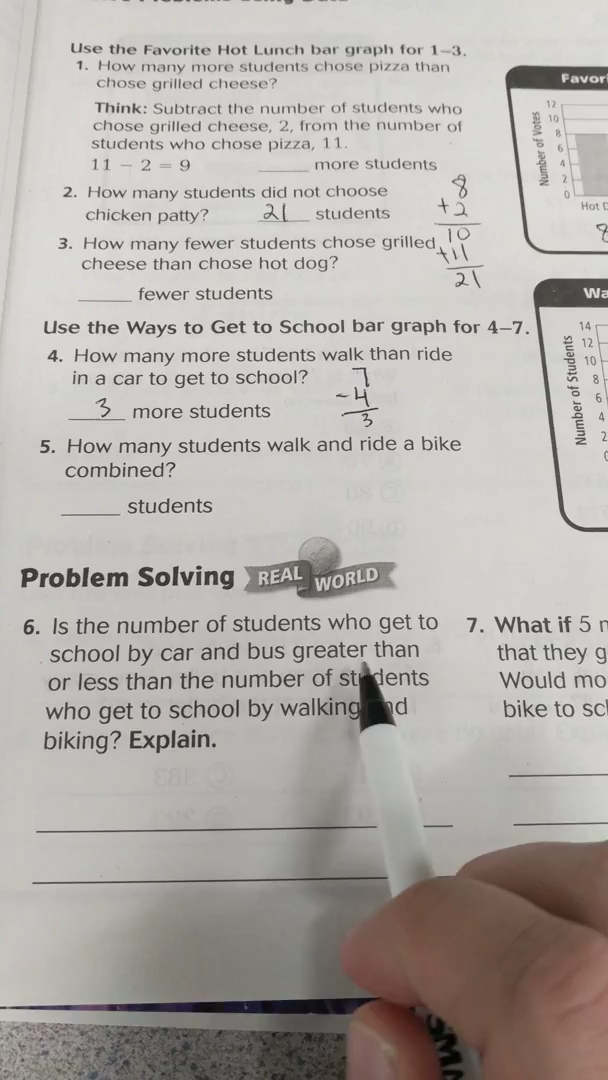 Use the Favorite Hot Lunch bar graph for 1–3.
1. How many more students chose pizza than
chose grilled cheese?
Think: Subtract the number of students who
chose grilled cheese, 2, from the number of
students who chose pizza, 11.
11 − 2 = 9 ______ more students
2. How many students did not choose
chicken patty? 21 students
8
+2
10
+11
21
3. How many fewer students chose grilled
cheese than chose hot dog?
______ fewer students
Use the Ways to Get to School bar graph for 4–7.
4. How many more students walk than ride
in a car to get to school?
3 more students
7
−4
3
5. How many students walk and ride a bike
combined?
______ students
Favor
Number of Votes
12
10
8
6
4
2
0
Hot
8
Wa
Number of Students
14
12
10
8
6
4
2
0
Problem Solving REAL WORLD
6. Is the number of students who get to
school by car and bus greater than
or less than the number of students
who get to school by walking and
biking? Explain.
7. What if 5
that they g
Would mo
bike to sc